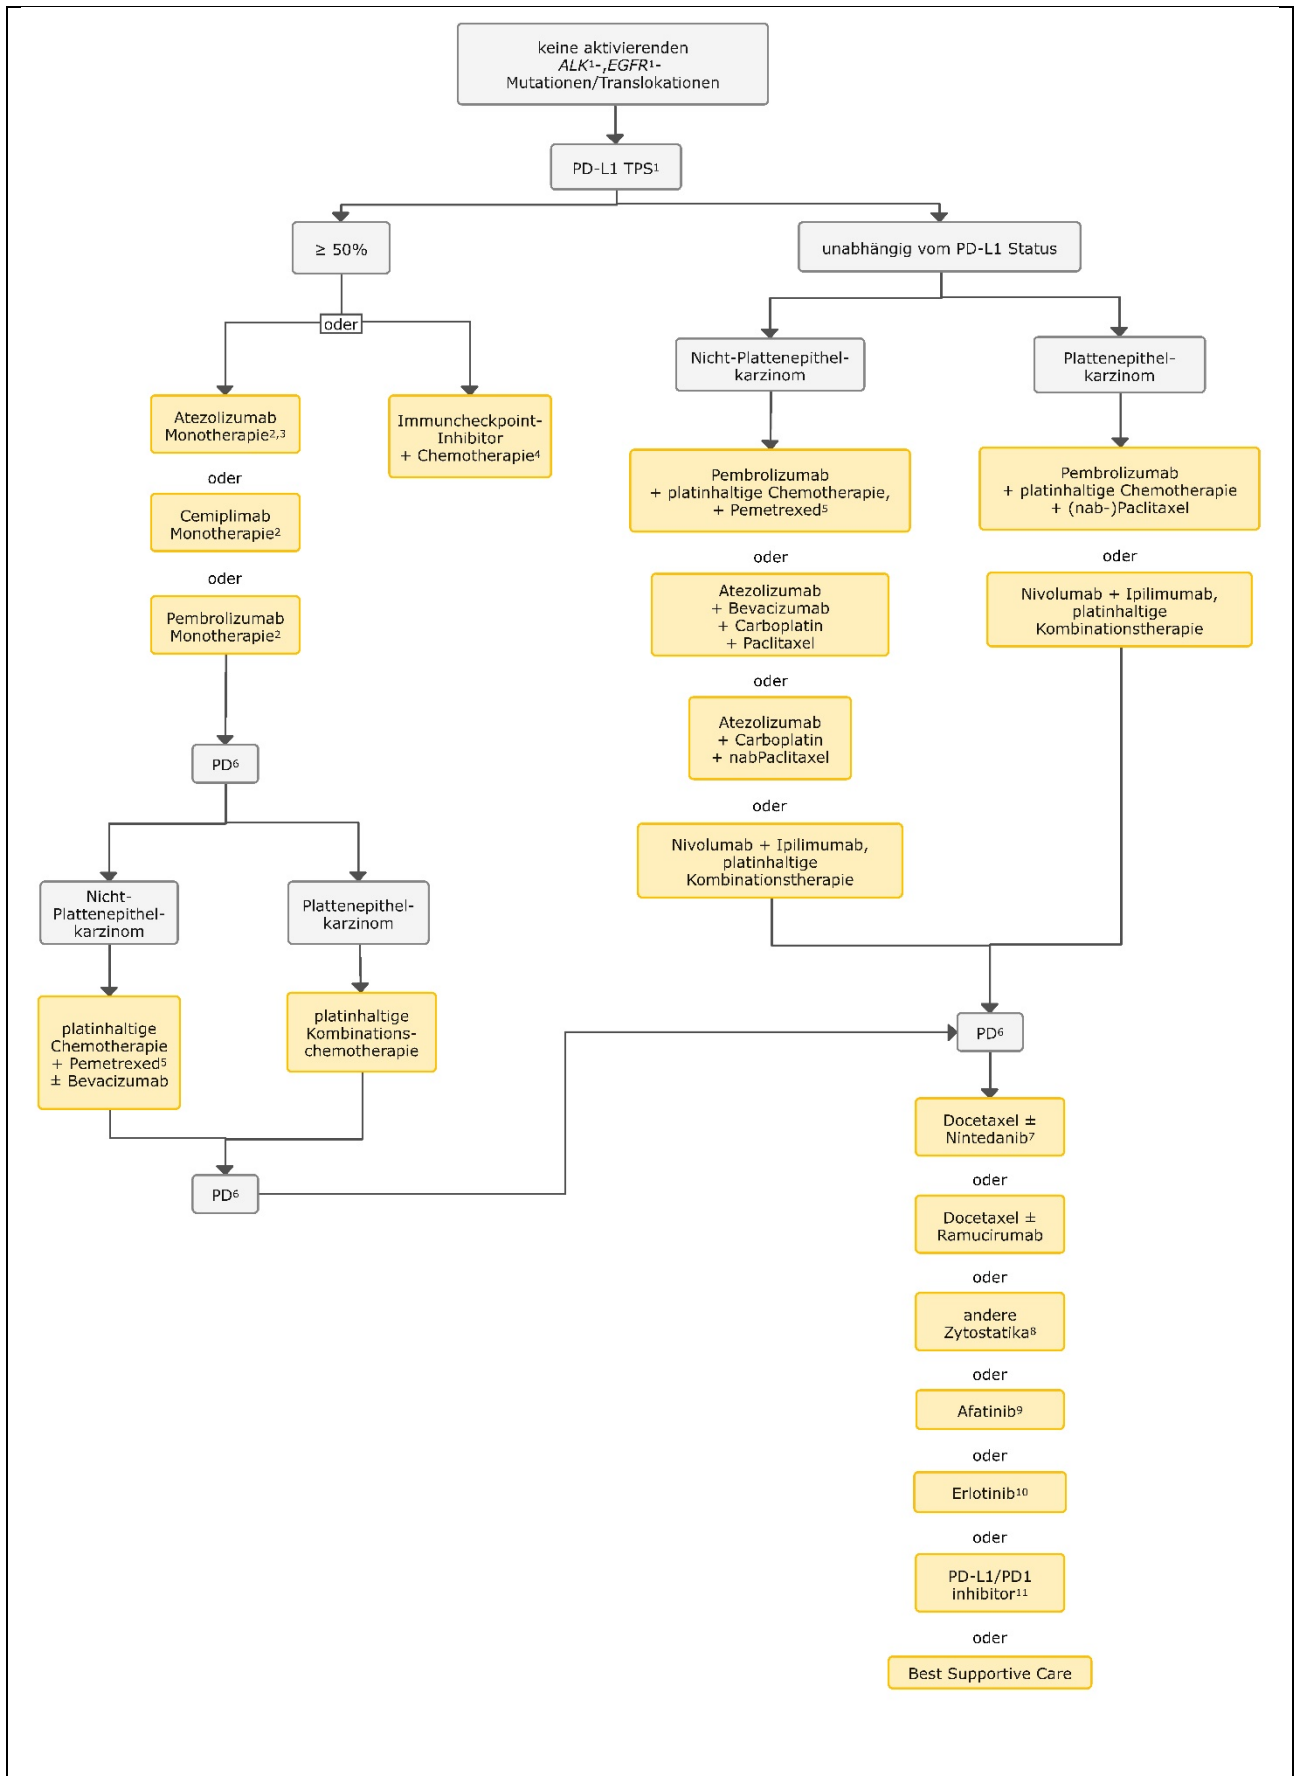 keine aktivierenden
ALK¹-,EGFR¹-
Mutationen/Translokationen
PD-L1 TPS¹
≥ 50%
unabhängig vom PD-L1 Status
oder
Nicht-Plattenepithel-
karzinom
Plattenepithel-
karzinom
Atezolizumab
Monotherapie²,³
oder
Cemiplimab
Monotherapie²
oder
Pembrolizumab
Monotherapie²
Immuncheckpoint-
Inhibitor
+ Chemotherapie⁴
Pembrolizumab
+ platinhaltige Chemotherapie,
+ Pemetrexed⁵
oder
Atezolizumab
+ Bevacizumab
+ Carboplatin
+ Paclitaxel
oder
Atezolizumab
+ Carboplatin
+ nabPaclitaxel
oder
Nivolumab + Ipilimumab,
platinhaltige
Kombinationstherapie
Pembrolizumab
+ platinhaltige Chemotherapie
+ (nab-)Paclitaxel
oder
Nivolumab + Ipilimumab,
platinhaltige
Kombinationstherapie
PD⁶
Nicht-
Plattenepithel-
karzinom
Plattenepithel-
karzinom
platinhaltige
Chemotherapie
+ Pemetrexed⁵
± Bevacizumab
platinhaltige
Kombinations-
chemotherapie
PD⁶
PD⁶
Docetaxel ±
Nintedanib⁷
oder
Docetaxel ±
Ramucirumab
oder
andere
Zytostatika⁸
oder
Afatinib⁹
oder
Erlotinib¹⁰
oder
PD-L1/PD1
inhibitor¹¹
oder
Best Supportive Care